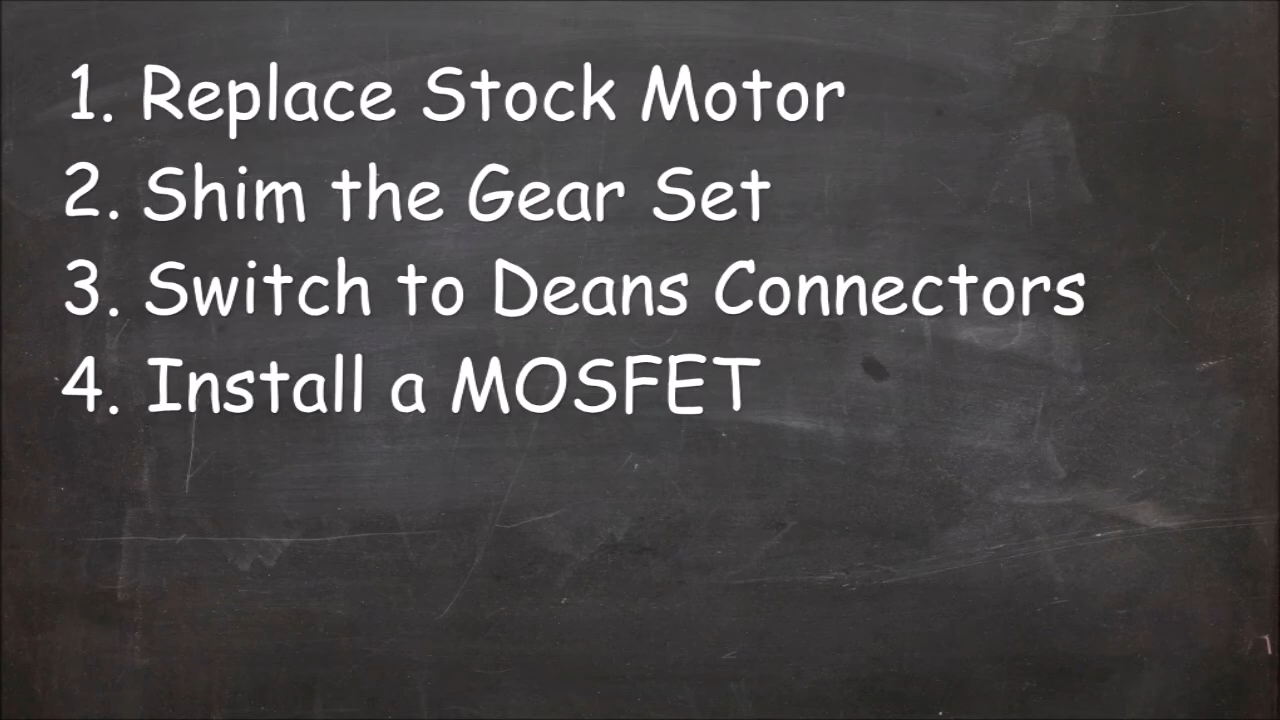 1. Replace Stock Motor
2. Shim the Gear Set
3. Switch to Deans Connectors
4. Install a MOSFET